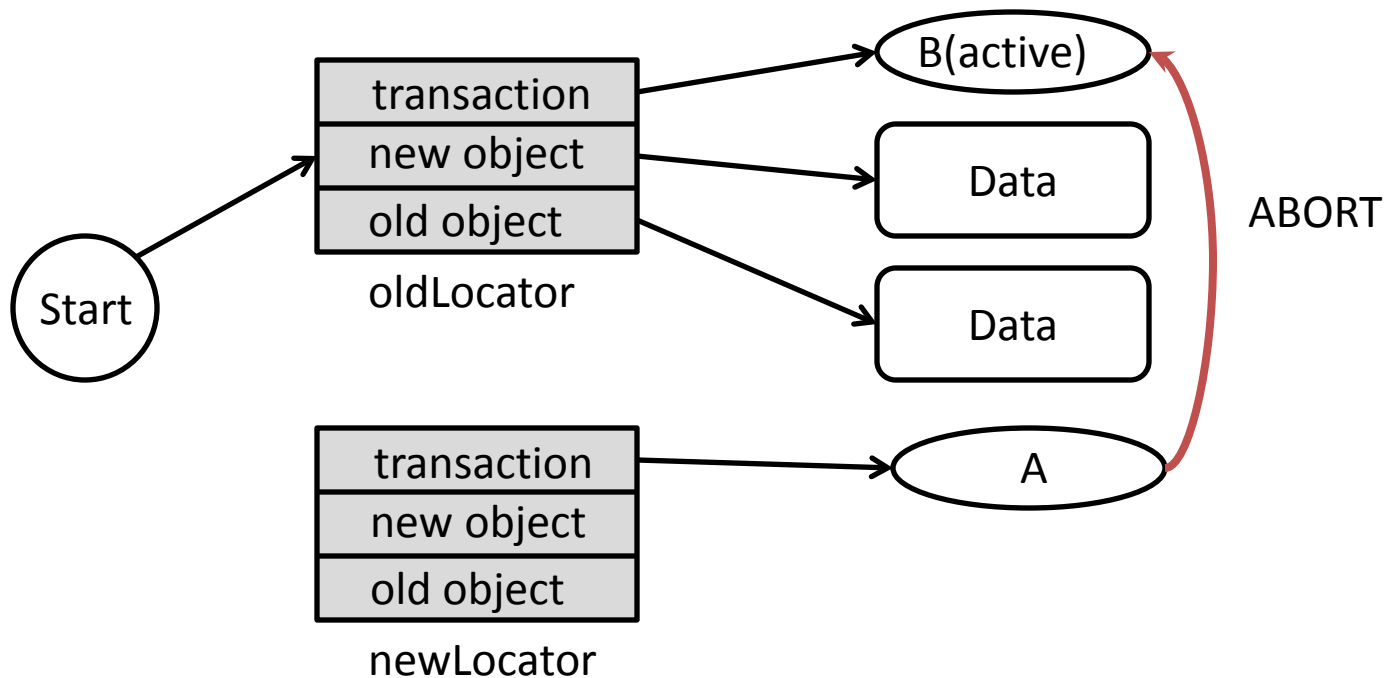 B(active)
transaction
new object
Data
old object
ABORT
oldLocator
Start
Data
transaction
A
new object
old object
newLocator